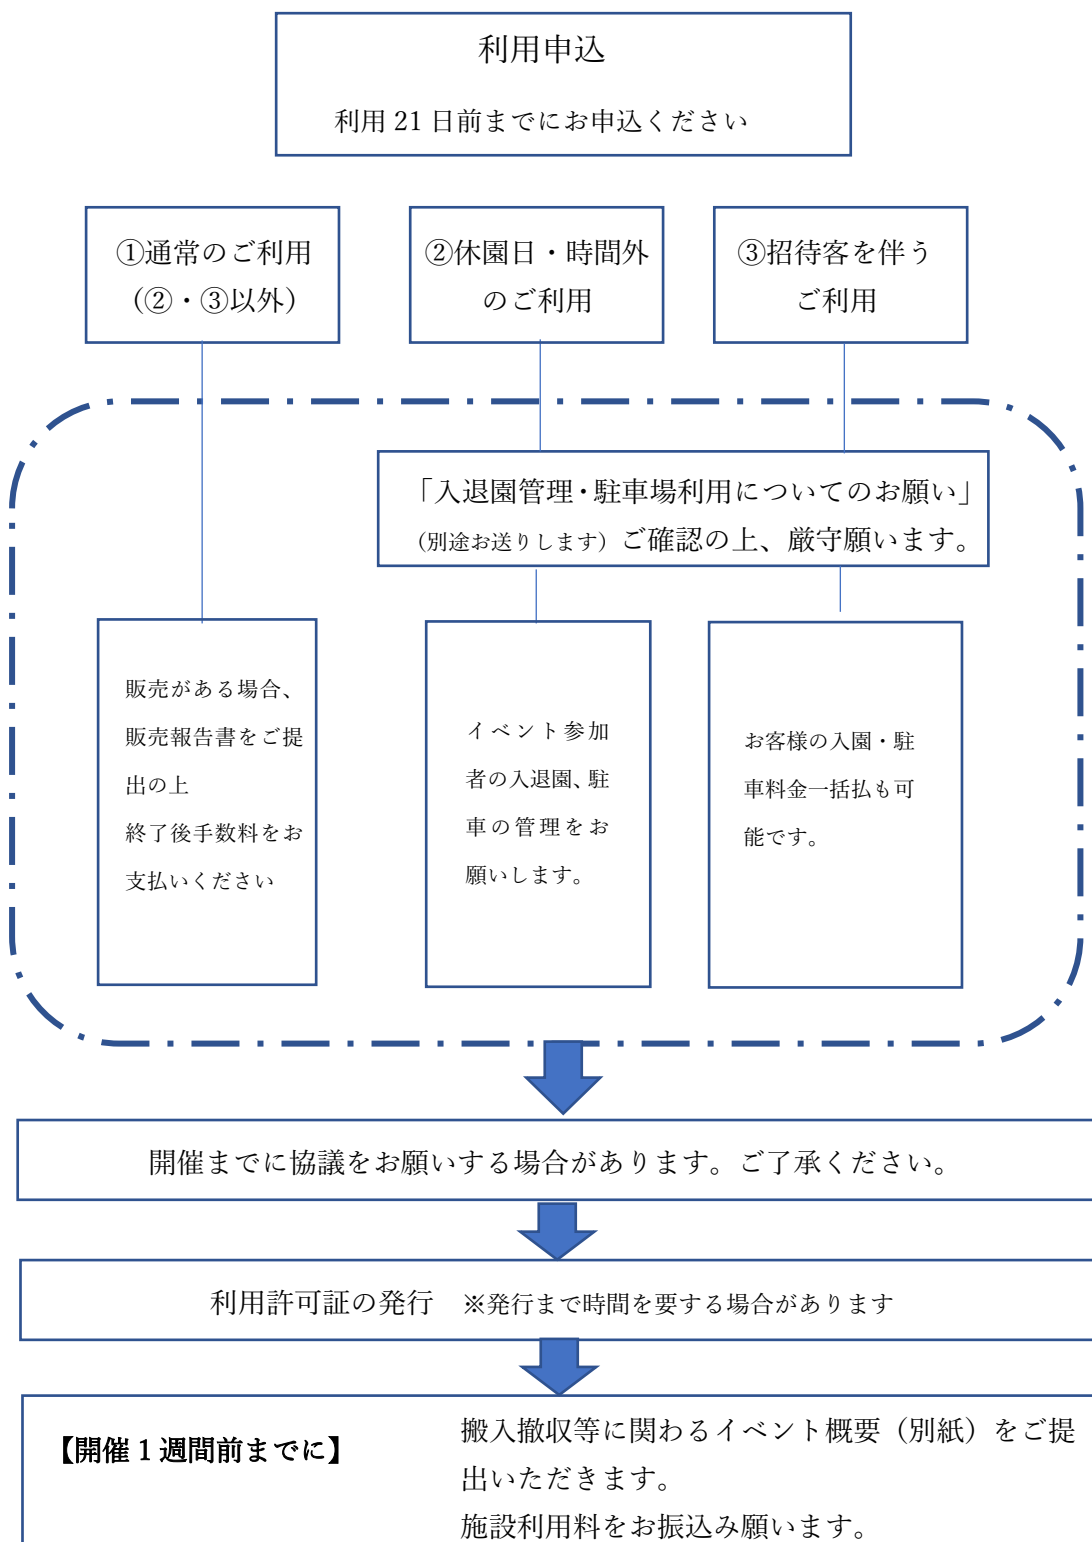 利用申込
利用 21 日前までにお申込ください
①通常のご利用
（②・③以外）
②休園日・時間外
のご利用
③招待客を伴う
ご利用
「入退園管理・駐車場利用についてのお願い」
（別途お送りします）ご確認の上、厳守願います。
販売がある場合、
販売報告書をご提
出の上
終了後手数料をお
支払いください
イベント参加
者の入退園、駐
車の管理をお
願いします。
お客様の入園・駐
車料金一括払も可
能です。
開催までに協議をお願いする場合があります。ご了承ください。
利用許可証の発行　※発行まで時間を要する場合があります
【開催 1 週間前までに】
搬入撤収等に関わるイベント概要（別紙）をご提
出いただきます。
施設利用料をお振込み願います。